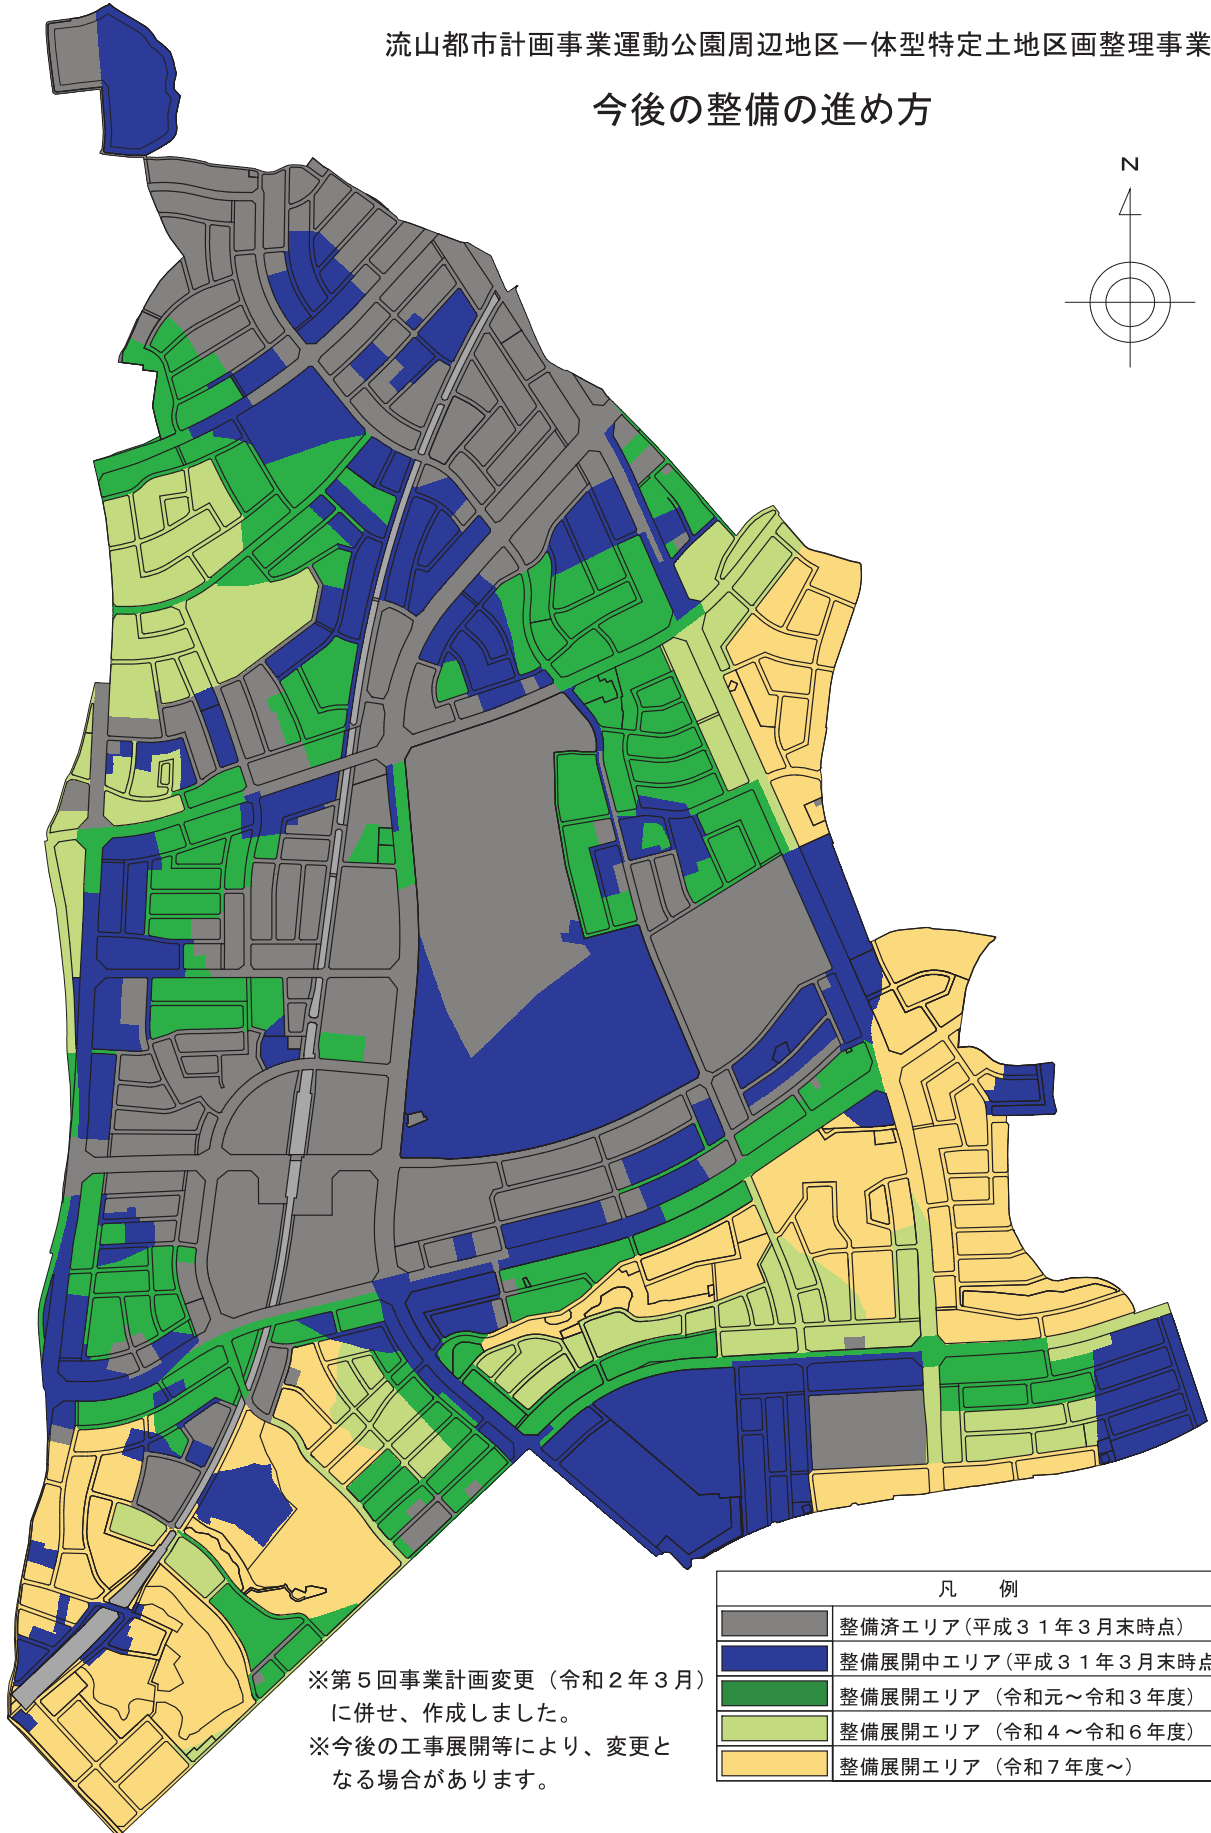 流山都市計画事業運動公園周辺地区一体型特定土地区画整理事業
今後の整備の進め方
N
凡　例
整備済エリア(平成３１年３月末時点)
整備展開中エリア(平成３１年３月末時点
整備展開エリア（令和元～令和３年度）
整備展開エリア（令和４～令和６年度）
整備展開エリア（令和７年度～）
※第５回事業計画変更（令和２年３月）
に併せ、作成しました。
※今後の工事展開等により、変更と
なる場合があります。